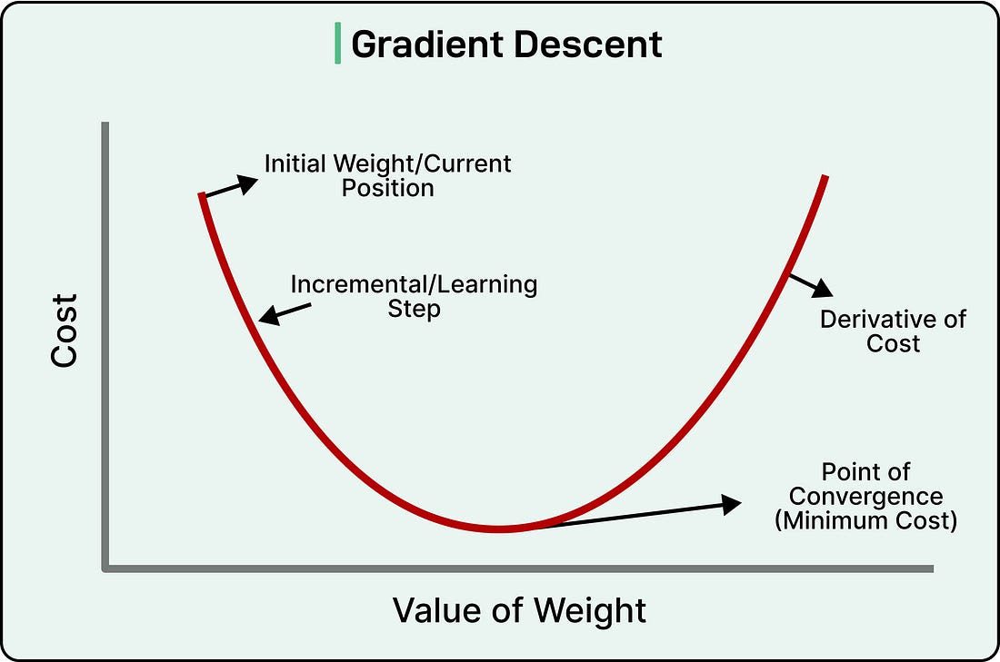 Gradient Descent
Initial Weight/Current
Position
Incremental/Learning
Step
Derivative of
Cost
Point of
Convergence
(Minimum Cost)
Cost
Value of Weight